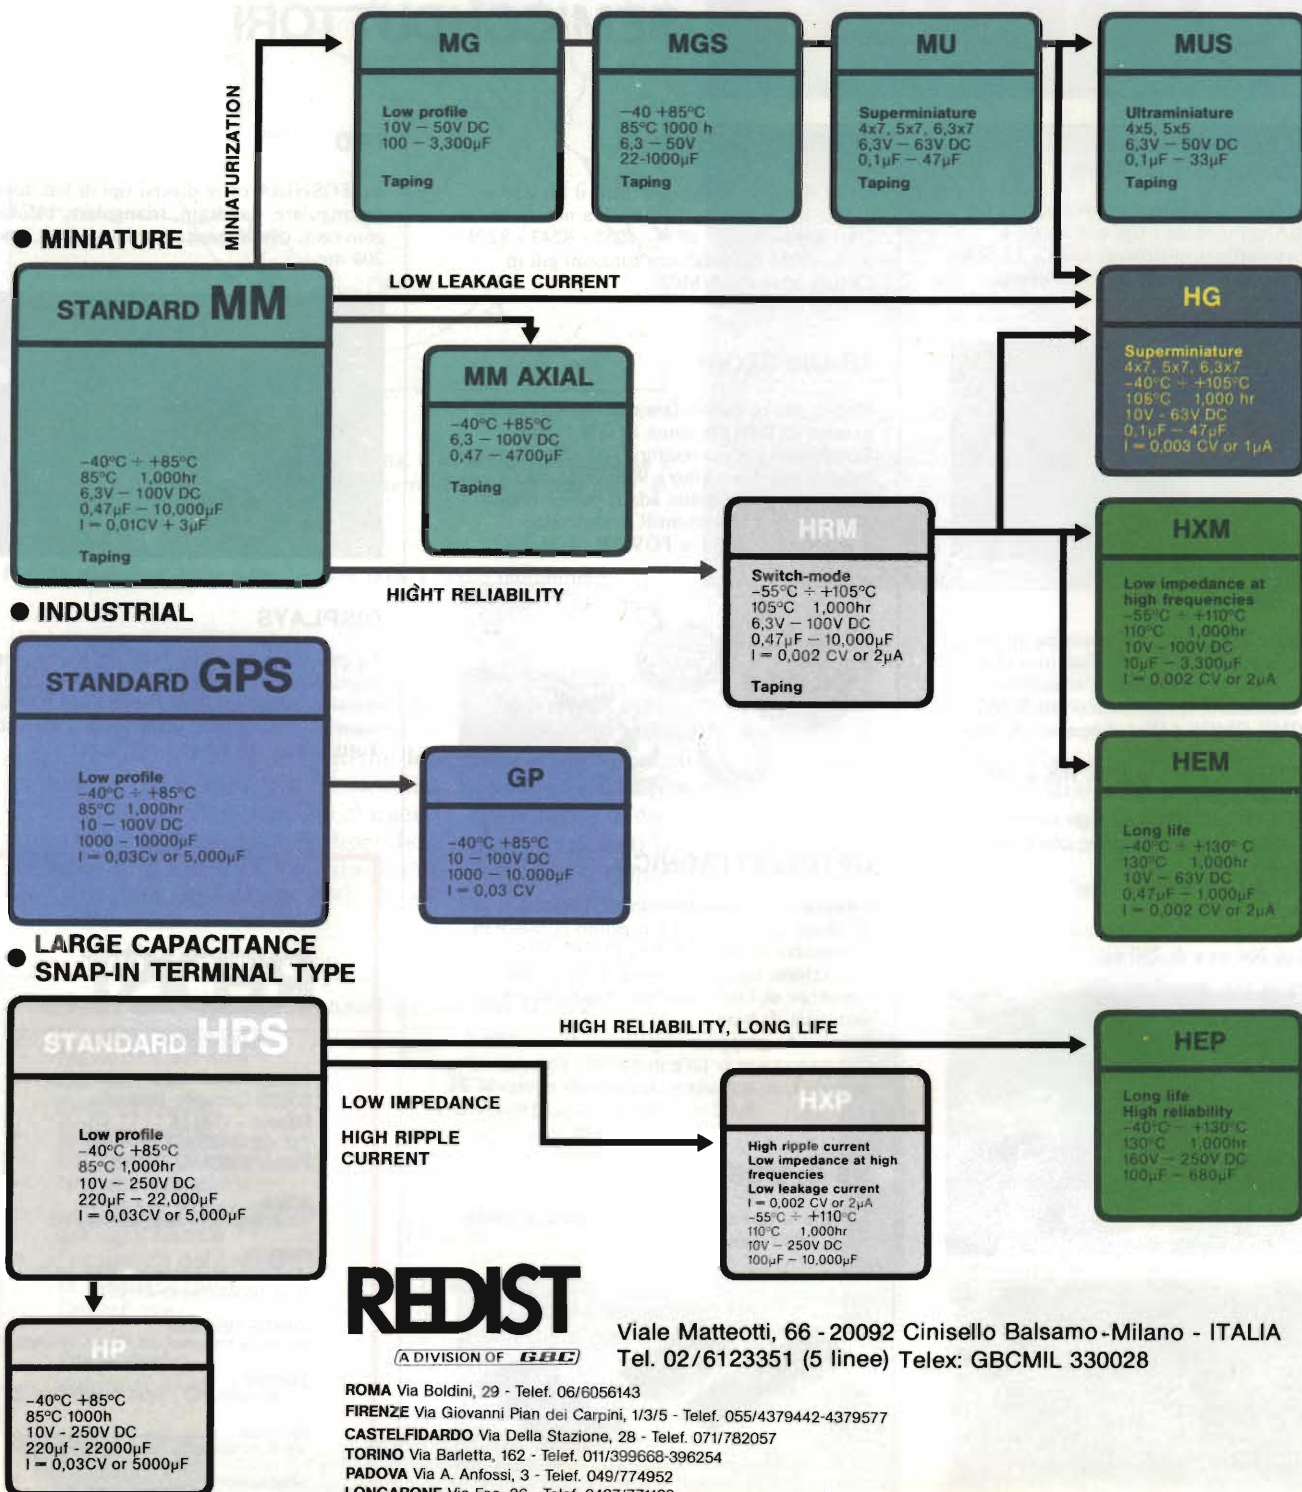 MG
Low profile
10V – 50V DC
100 – 3,300µF
Taping
MGS
–40 +85°C
85°C 1000 h
6,3 – 50V
22-1000µF
Taping
MU
Superminiature
4x7, 5x7, 6,3x7
6,3V – 63V DC
0,1µF – 47µF
Taping
MUS
Ultraminiature
4x5, 5x5
6,3V – 50V DC
0,1µF – 33µF
Taping
MINIATURIZATION
● MINIATURE
STANDARD MM
–40°C ÷ +85°C
85°C 1,000hr
6,3V – 100V DC
0,47µF – 10,000µF
I = 0,01CV + 3µF
Taping
LOW LEAKAGE CURRENT
MM AXIAL
–40°C +85°C
6,3 – 100V DC
0,47 – 4700µF
Taping
HG
Superminiature
4x7, 5x7, 6,3x7
–40°C ÷ +105°C
105°C 1,000 hr
10V - 63V DC
0,1µF – 47µF
I = 0,003 CV or 1µA
HIGHT RELIABILITY
HRM
Switch-mode
–55°C ÷ +105°C
105°C 1,000hr
6,3V – 100V DC
0,47µF – 10,000µF
I = 0,002 CV or 2µA
Taping
HXM
Low impedance at
high frequencies
–55°C ÷ +110°C
110°C 1,000hr
10V - 100V DC
10µF – 3,300µF
I = 0,002 CV or 2µA
● INDUSTRIAL
STANDARD GPS
Low profile
–40°C ÷ +85°C
85°C 1,000hr
10 – 100V DC
1000 – 10000µF
I = 0,03Cv or 5,000µF
GP
–40°C +85°C
10 – 100V DC
1000 – 10.000µF
I = 0,03 CV
HEM
Long life
–40°C ÷ +130° C
130°C 1,000hr
10V – 63V DC
0,47µF – 1,000µF
I = 0,002 CV or 2µA
● LARGE CAPACITANCE
SNAP-IN TERMINAL TYPE
STANDARD HPS
Low profile
–40°C +85°C
85°C 1,000hr
10V – 250V DC
220µF – 22,000µF
I = 0,03CV or 5,000µF
HIGH RELIABILITY, LONG LIFE
LOW IMPEDANCE
HIGH RIPPLE
CURRENT
HXP
High ripple current
Low impedance at high
frequencies
Low leakage current
I = 0,002 CV or 2µA
–55°C ÷ +110°C
110°C 1,000hr
10V – 250V DC
100µF – 10,000µF
HEP
Long life
High reliability
–40°C – +130°C
130°C 1,000hr
160V – 250V DC
100µF – 680µF
HP
–40°C +85°C
85°C 1000h
10V - 250V DC
220µf - 22000µF
I = 0,03CV or 5000µF
REDIST
A DIVISION OF GBC
Viale Matteotti, 66 - 20092 Cinisello Balsamo - Milano - ITALIA
Tel. 02/6123351 (5 linee) Telex: GBCMIL 330028
ROMA Via Boldini, 29 - Telef. 06/6056143
FIRENZE Via Giovanni Pian dei Carpini, 1/3/5 - Telef. 055/4379442-4379577
CASTELFIDARDO Via Della Stazione, 28 - Telef. 071/782057
TORINO Via Barletta, 162 - Telef. 011/399668-396254
PADOVA Via A. Anfossi, 3 - Telef. 049/774952
LONGARONE Via